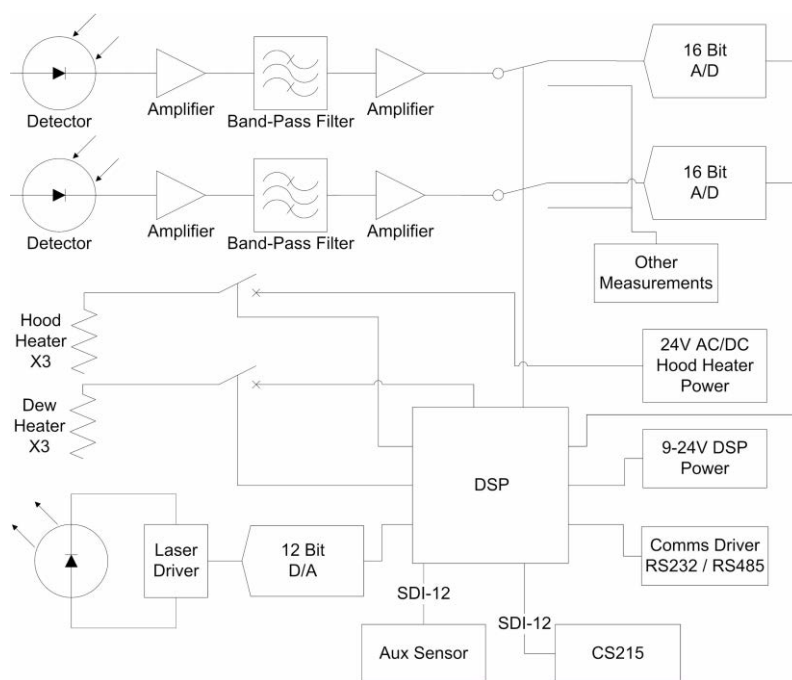 Detector
Amplifier
Band-Pass Filter
Amplifier
16 Bit
A/D
Detector
Amplifier
Band-Pass Filter
Amplifier
16 Bit
A/D
Other
Measurements
Hood
Heater
X3
24V AC/DC
Hood Heater
Power
Dew
Heater
X3
DSP
9-24V DSP
Power
Laser
Driver
12 Bit
D/A
Comms Driver
RS232 / RS485
SDI-12
SDI-12
Aux Sensor
CS215